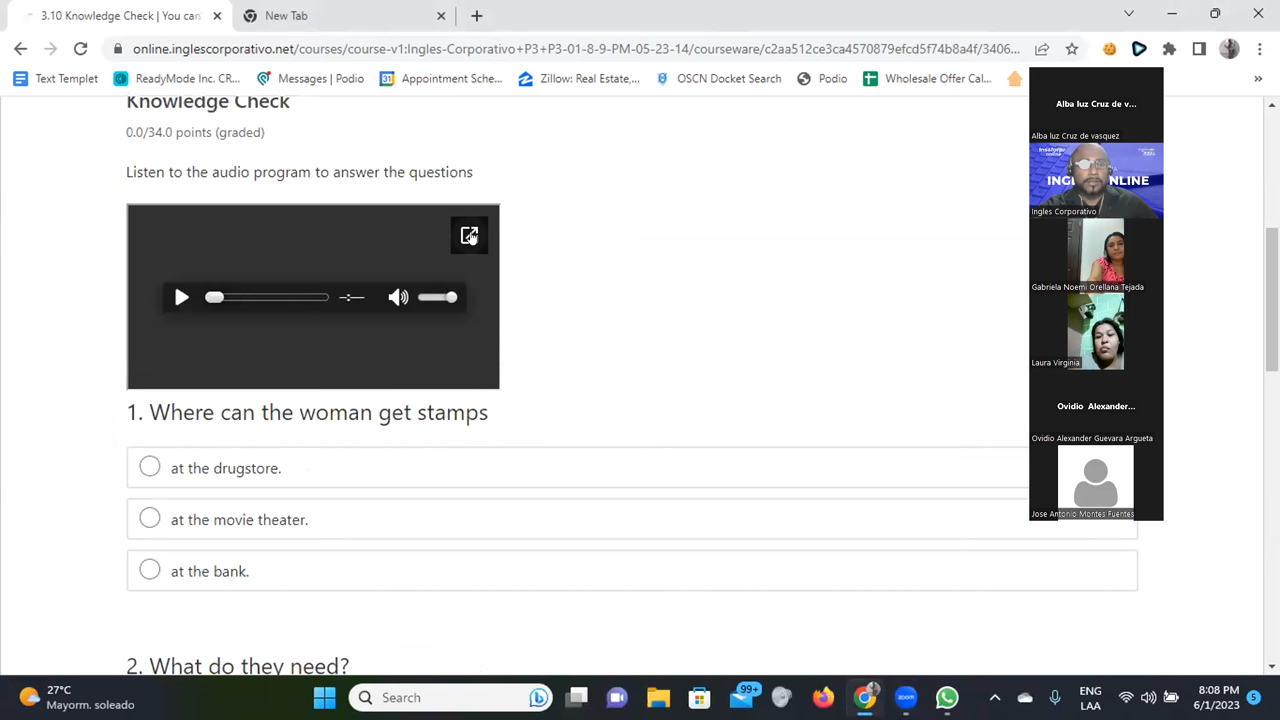 3.10 Knowledge Check | You can
New Tab
online.inglescorporativo.net/courses/course-v1:Ingles-Corporativo+P3+P3-01-8-9-PM-05-23-14/courseware/c2aa512ce3ca4570879efcd5f74b8a4f/3406...
Text Templet
ReadyMode Inc. CR...
Messages | Podio
Appointment Sche...
Zillow: Real Estate,...
OSCN Docket Search
Podio
Wholesale Offer Cal...
»
Knowledge Check
0.0/34.0 points (graded)
Listen to the audio program to answer the questions
1. Where can the woman get stamps
at the drugstore.
at the movie theater.
at the bank.
2. What do they need?
Alba luz Cruz de v...
Alba luz Cruz de vasquez
INGL ONLINE
Ingles Corporativo
Gabriela Noemi Orellana Tejada
Laura Virginia
Ovidio Alexander...
Ovidio Alexander Guevara Argueta
Jose Antonio Montes Fuentes
27°C
Mayorm. soleado
Search
99+
ENG
LAA
8:08 PM
6/1/2023
5